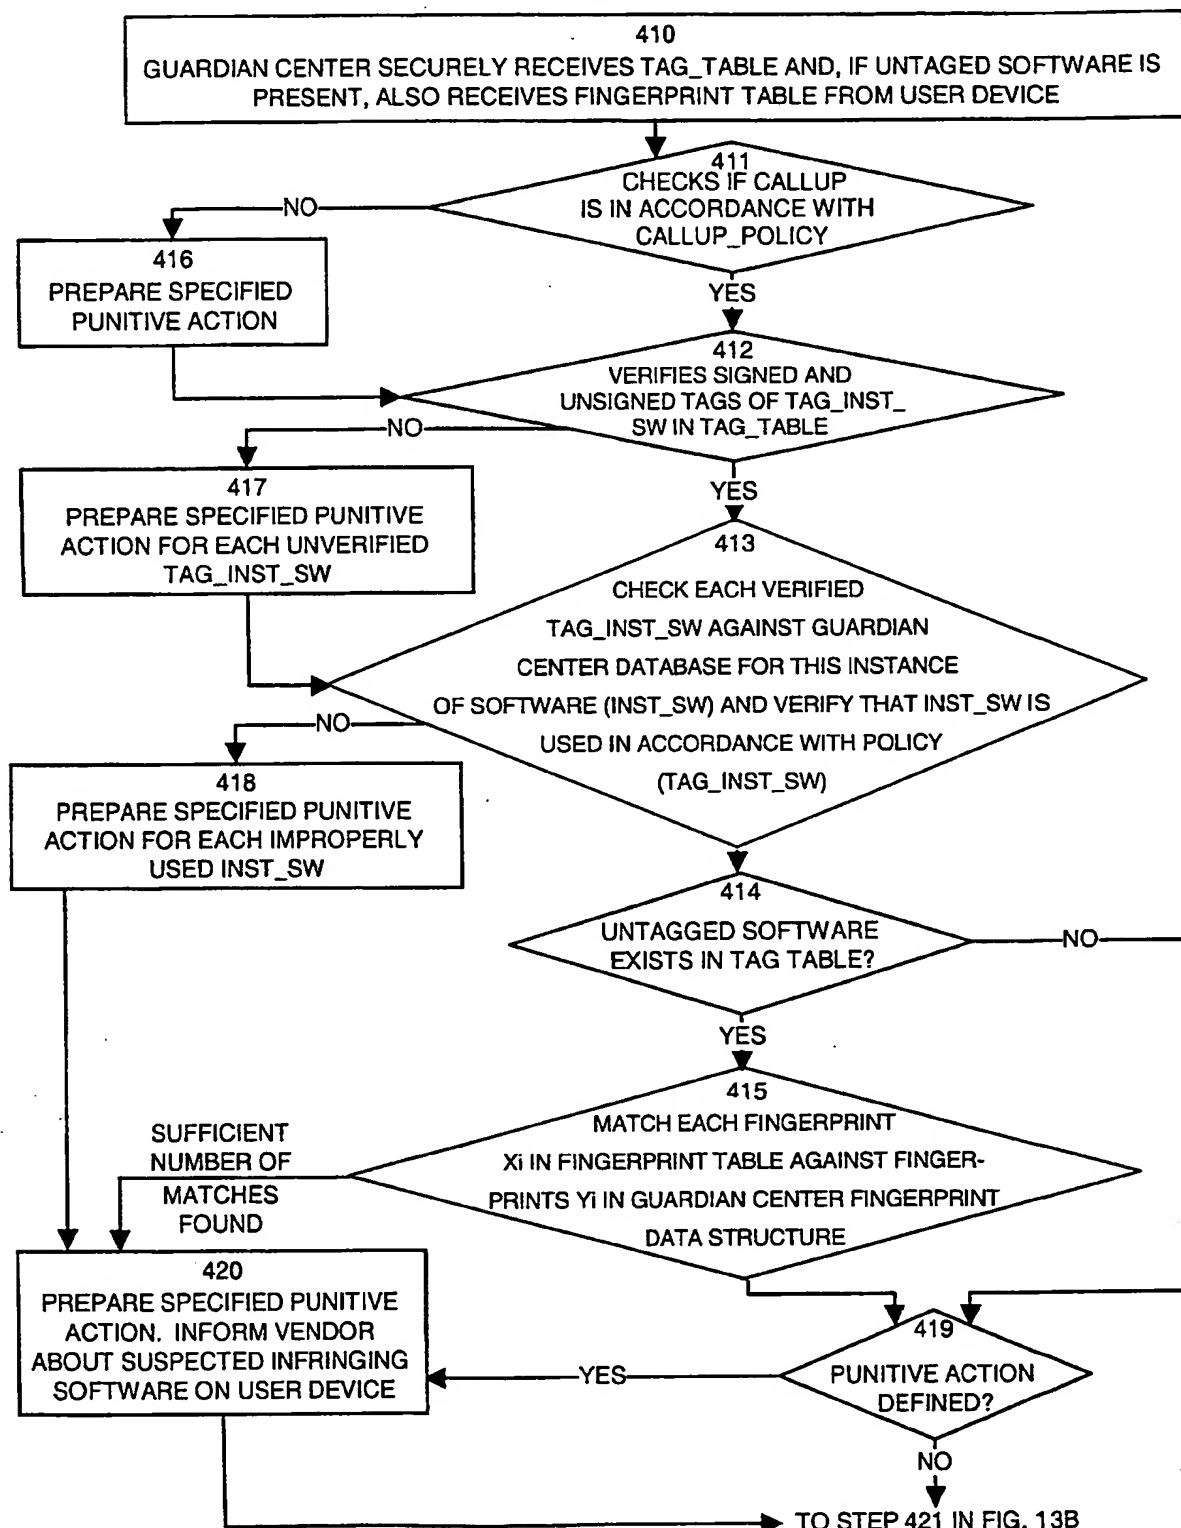 410
GUARDIAN CENTER SECURELY RECEIVES TAG_TABLE AND, IF UNTAGED SOFTWARE IS
PRESENT, ALSO RECEIVES FINGERPRINT TABLE FROM USER DEVICE
411
CHECKS IF CALLUP
IS IN ACCORDANCE WITH
CALLUP_POLICY
NO
416
PREPARE SPECIFIED
PUNITIVE ACTION
YES
412
VERIFIES SIGNED AND
UNSIGNED TAGS OF TAG_INST_
SW IN TAG_TABLE
NO
417
PREPARE SPECIFIED PUNITIVE
ACTION FOR EACH UNVERIFIED
TAG_INST_SW
YES
413
CHECK EACH VERIFIED
TAG_INST_SW AGAINST GUARDIAN
CENTER DATABASE FOR THIS INSTANCE
OF SOFTWARE (INST_SW) AND VERIFY THAT INST_SW IS
USED IN ACCORDANCE WITH POLICY
(TAG_INST_SW)
NO
418
PREPARE SPECIFIED PUNITIVE
ACTION FOR EACH IMPROPERLY
USED INST_SW
414
UNTAGGED SOFTWARE
EXISTS IN TAG TABLE?
NO
YES
415
MATCH EACH FINGERPRINT
Xi IN FINGERPRINT TABLE AGAINST FINGER-
PRINTS Yi IN GUARDIAN CENTER FINGERPRINT
DATA STRUCTURE
SUFFICIENT
NUMBER OF
MATCHES
FOUND
420
PREPARE SPECIFIED PUNITIVE
ACTION. INFORM VENDOR
ABOUT SUSPECTED INFRINGING
SOFTWARE ON USER DEVICE
419
PUNITIVE ACTION
DEFINED?
YES
NO
TO STEP 421 IN FIG. 13B